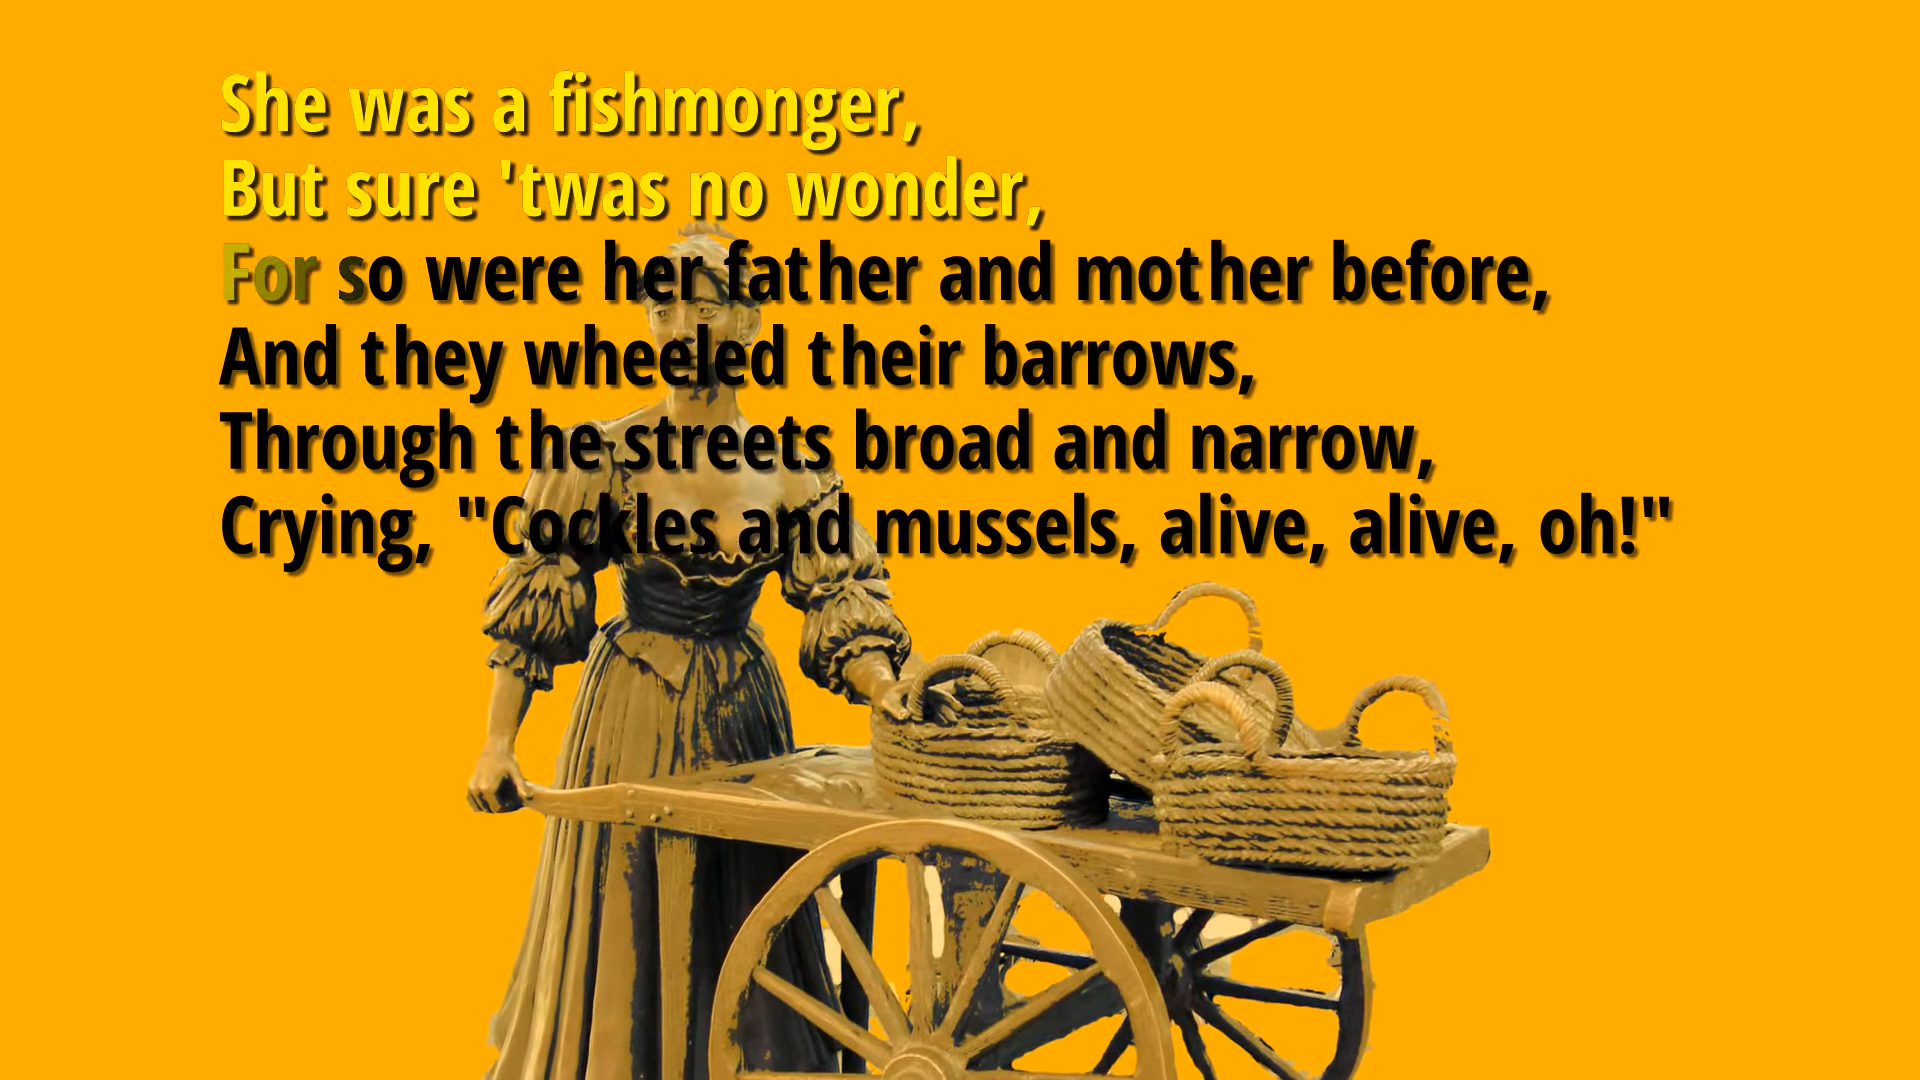 She was a fishmonger,
But sure 'twas no wonder,
For so were her father and mother before,
And they wheeled their barrows,
Through the streets broad and narrow,
Crying, "Cockles and mussels, alive, alive, oh!"